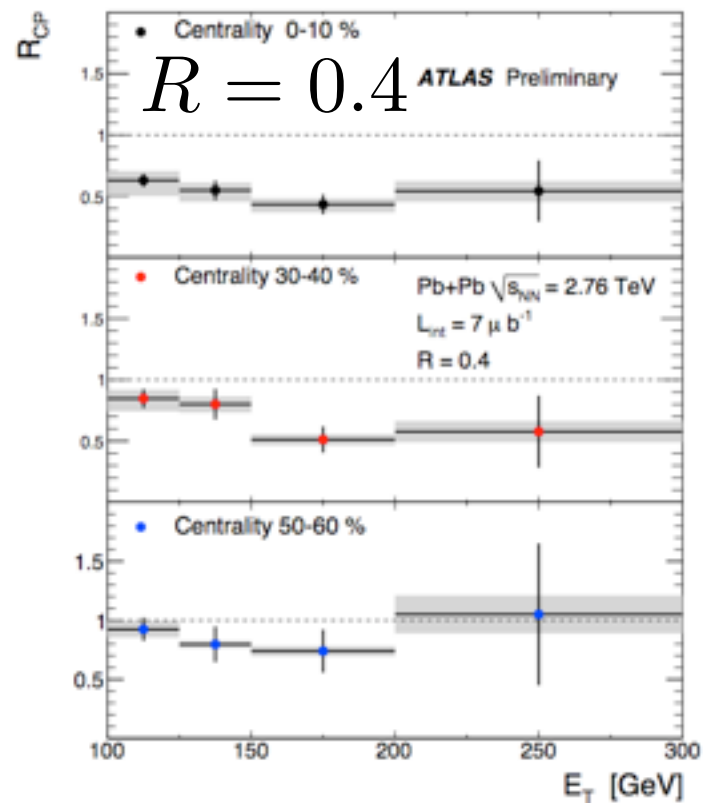 R_CP
Centrality 0-10 %
R = 0.4
ATLAS Preliminary
1.5
1
0.5
Centrality 30-40 %
Pb+Pb √s_NN = 2.76 TeV
L_int = 7 μ b^-1
R = 0.4
1.5
1
0.5
Centrality 50-60 %
1.5
1
0.5
100 150 200 250 300
E_T [GeV]